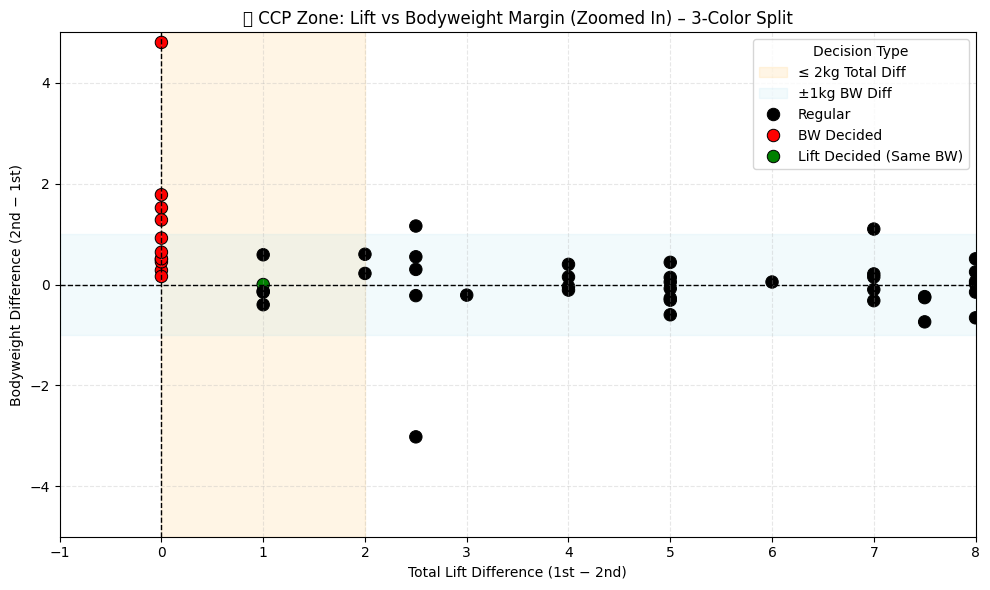 ▯ CCP Zone: Lift vs Bodyweight Margin (Zoomed In) – 3-Color Split
Decision Type
≤ 2kg Total Diff
±1kg BW Diff
Regular
BW Decided
Lift Decided (Same BW)
Bodyweight Difference (2nd − 1st)
4
2
0
−2
−4
−1 0 1 2 3 4 5 6 7 8
Total Lift Difference (1st − 2nd)